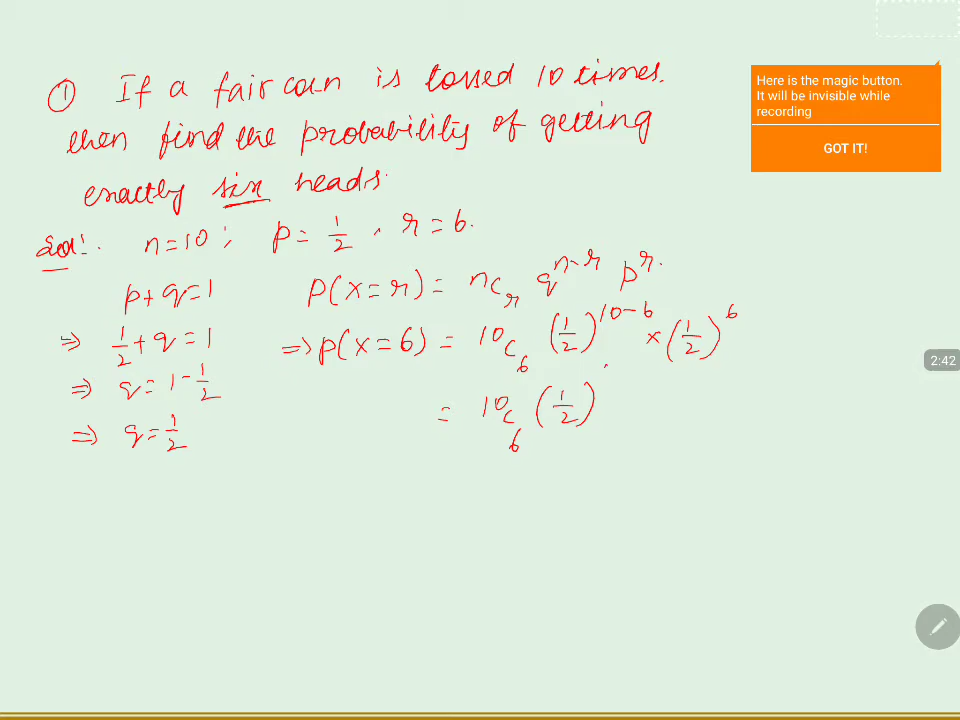 ① If a fair coin is tossed 10 times.
then find the probability of getting
exactly six heads.
Sol:. n=10; p=1/2, r=6.
p+q=1
⇒ 1/2+q=1
⇒ q=1-1/2
⇒ q=1/2
P(x=r) = nCr q^(n-r) p^r.
⇒ P(x=6) = 10C6 (1/2)^(10-6) × (1/2)^6
= 10C6 (1/2)
Here is the magic button.
It will be invisible while
recording
GOT IT!
2:42